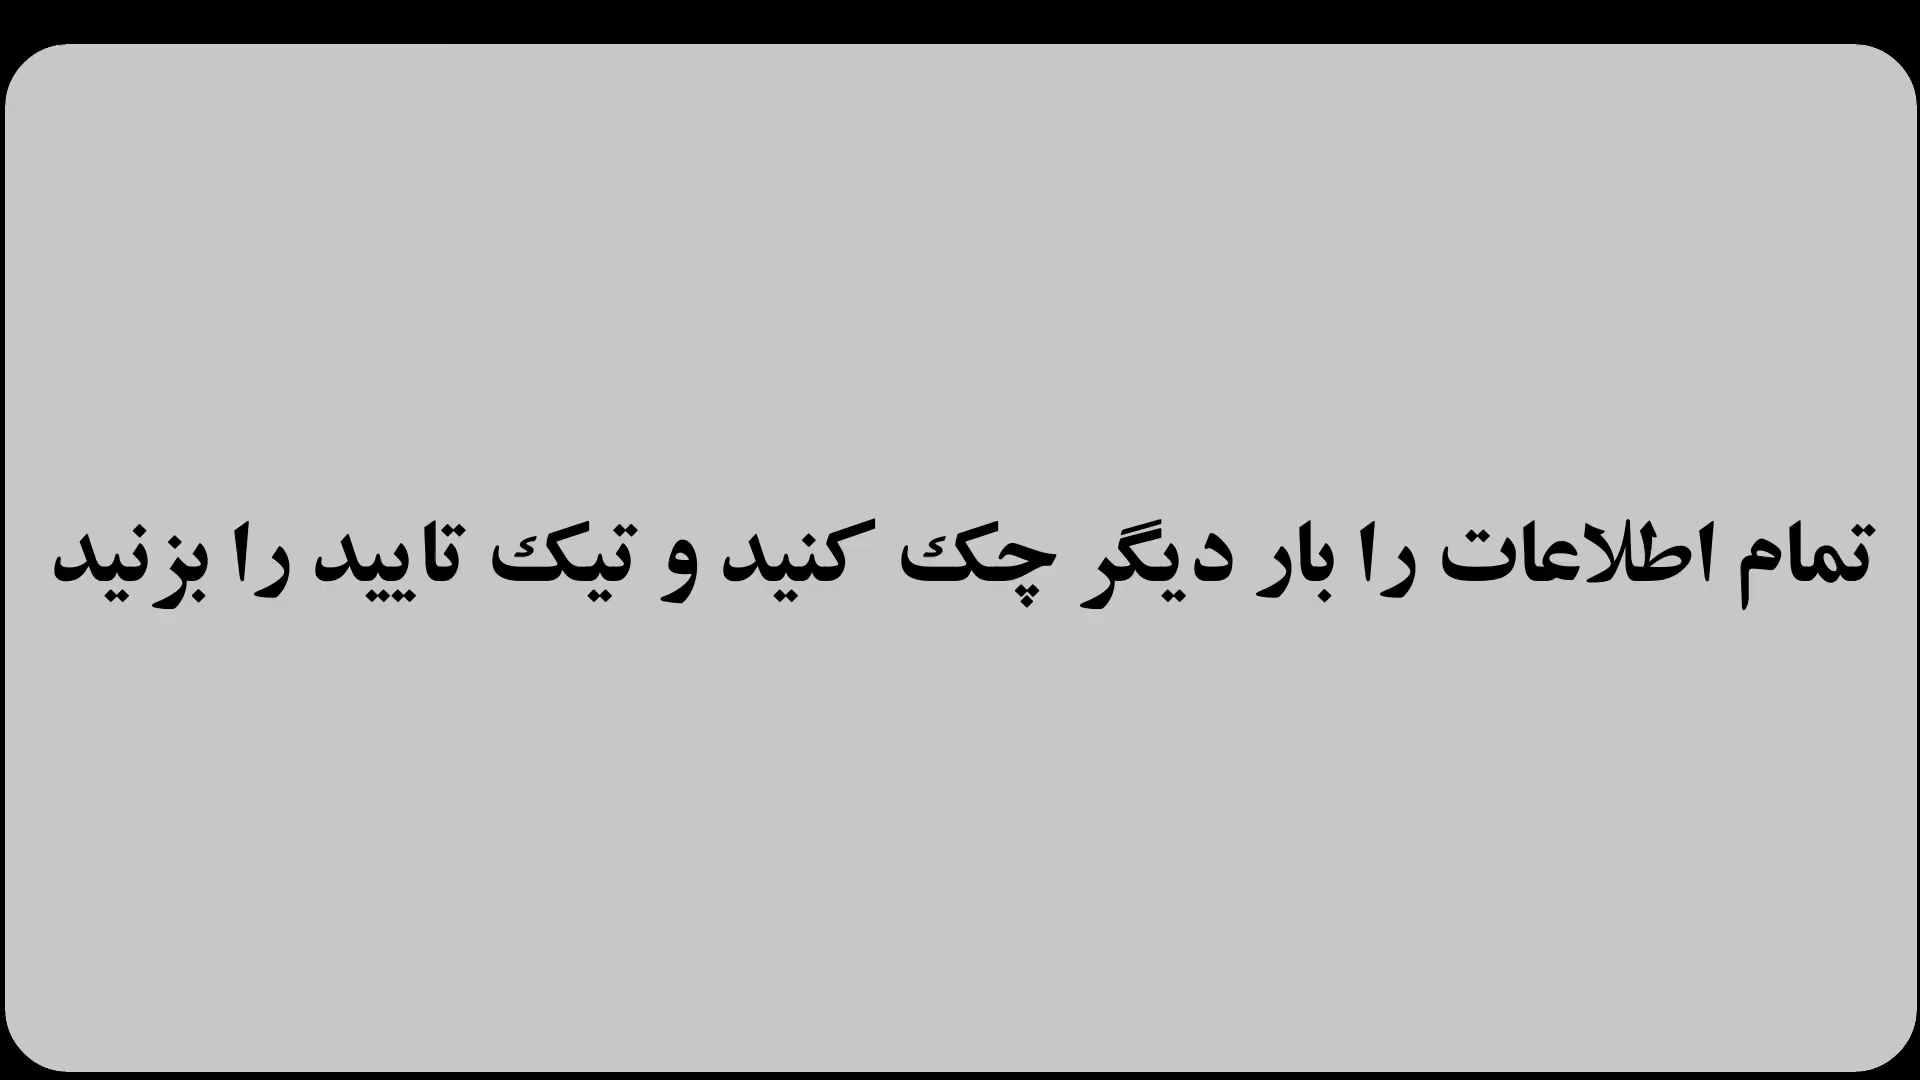 تمام اطلاعات را بار دیگر چک کنید و تیک تایید را بزنید